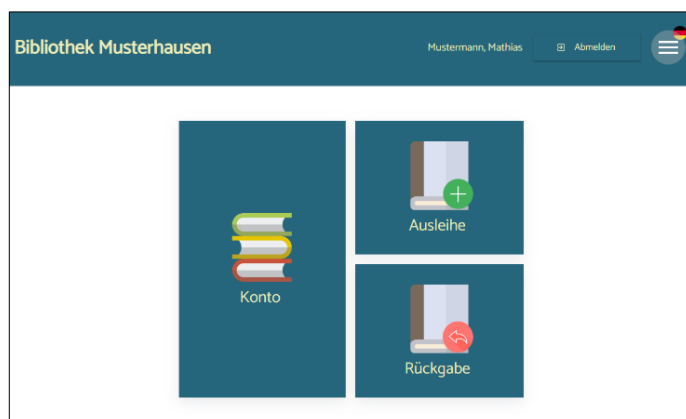 Bibliothek Musterhausen
Mustermann, Mathias
Abmelden
Konto
Ausleihe
Rückgabe